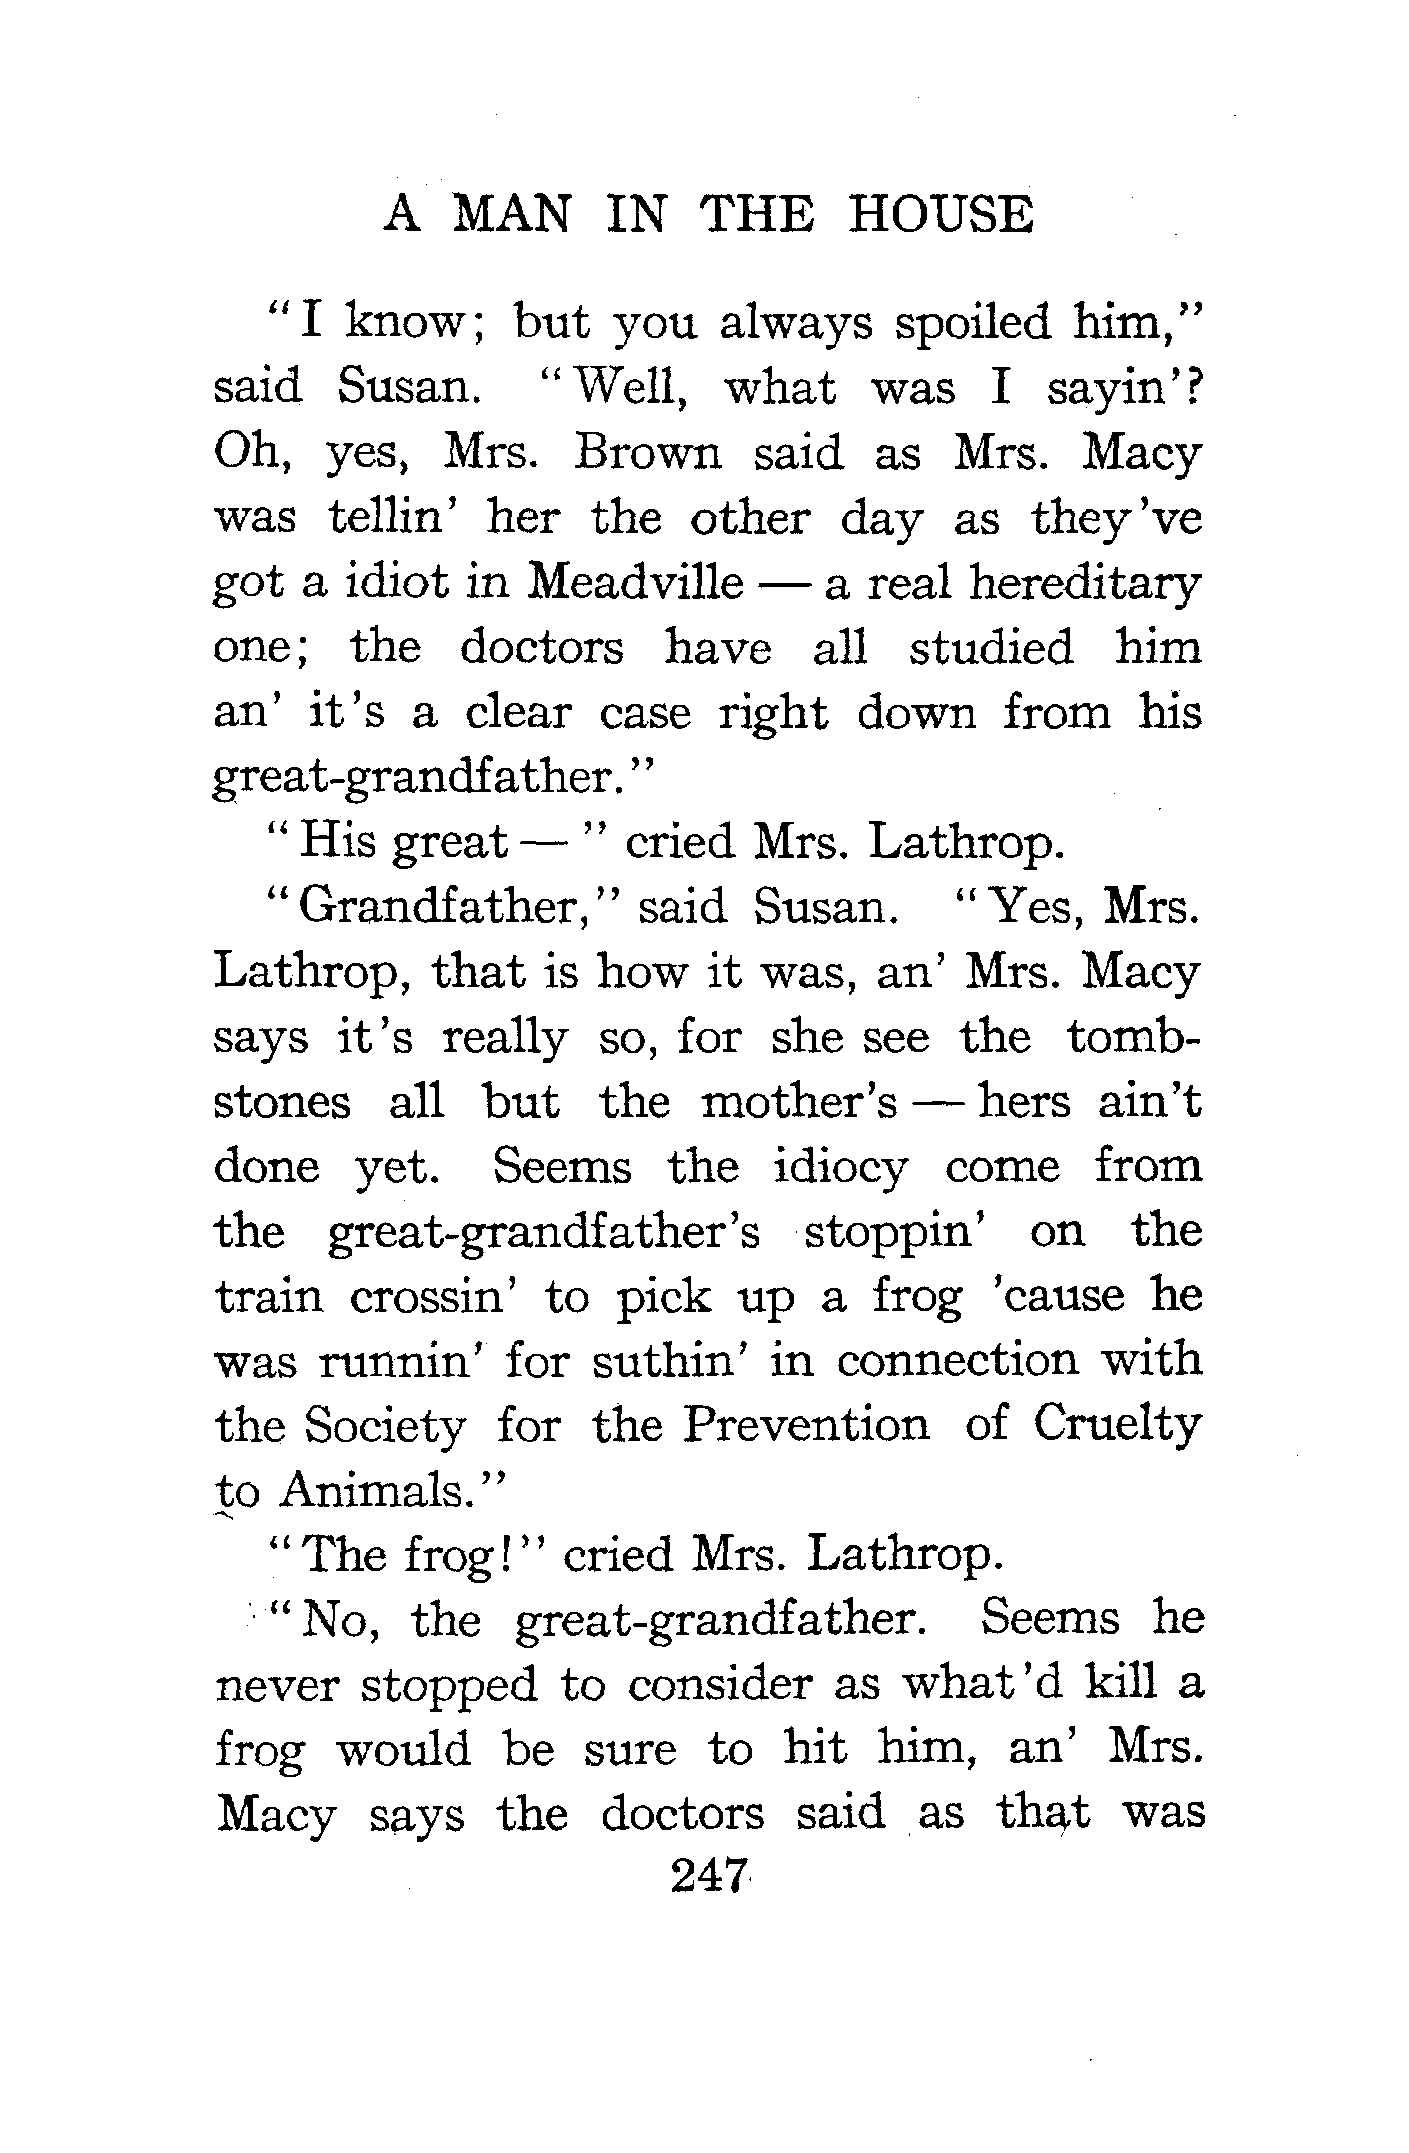 A MAN IN THE HOUSE
"I know; but you always spoiled him,"
said Susan. "Well, what was I sayin'?
Oh, yes, Mrs. Brown said as Mrs. Macy
was tellin' her the other day as they've
got a idiot in Meadville — a real hereditary
one; the doctors have all studied him
an' it's a clear case right down from his
great-grandfather."
"His great — " cried Mrs. Lathrop.
"Grandfather," said Susan. "Yes, Mrs.
Lathrop, that is how it was, an' Mrs. Macy
says it's really so, for she see the tomb-
stones all but the mother's — hers ain't
done yet. Seems the idiocy come from
the great-grandfather's stoppin' on the
train crossin' to pick up a frog 'cause he
was runnin' for suthin' in connection with
the Society for the Prevention of Cruelty
to Animals."
"The frog!" cried Mrs. Lathrop.
"No, the great-grandfather. Seems he
never stopped to consider as what'd kill a
frog would be sure to hit him, an' Mrs.
Macy says the doctors said as that was
247